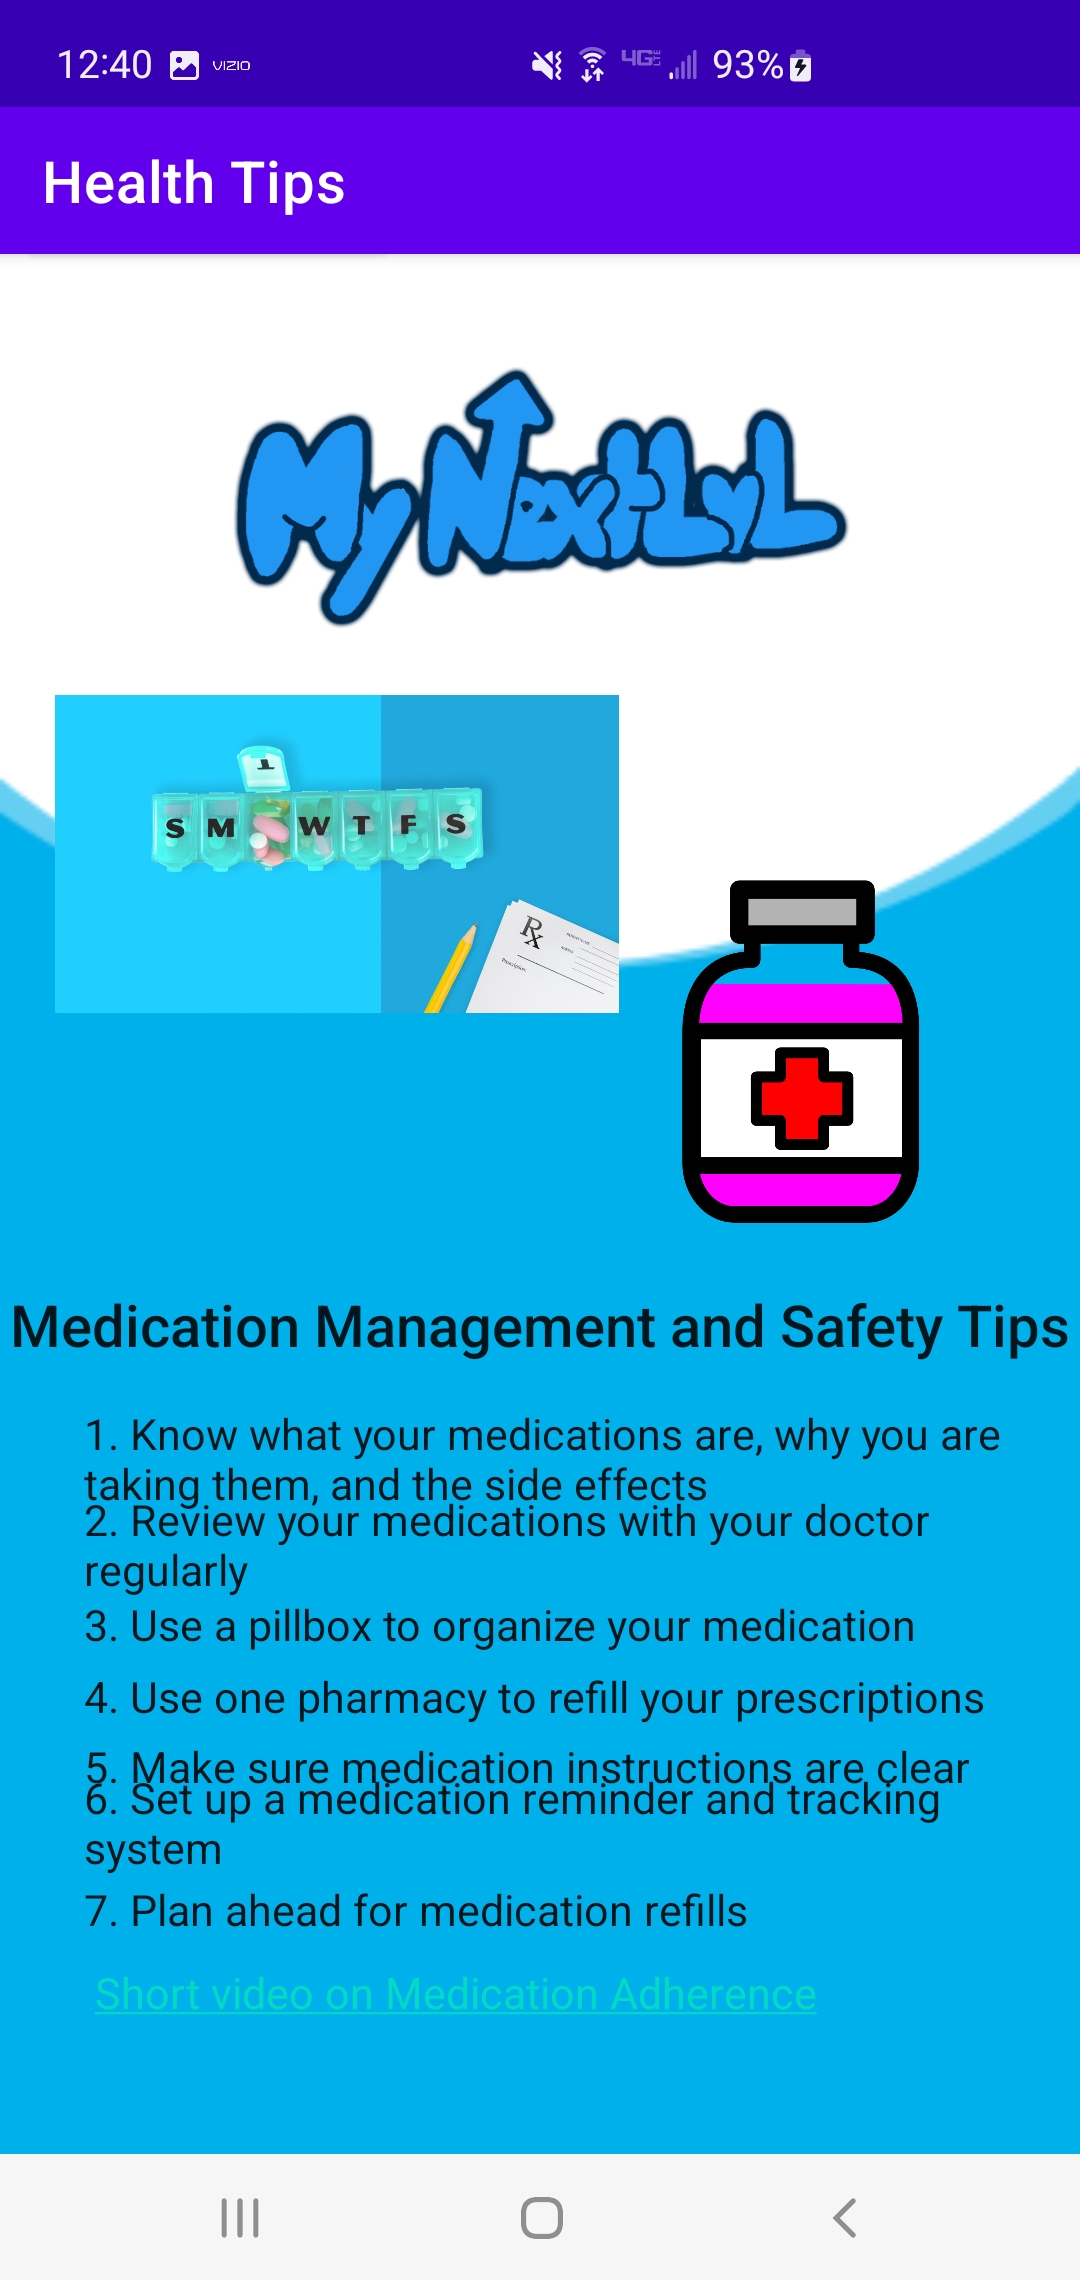 12:40 VIZIO 4G LTE 93%
Health Tips
My NextLvL
T
S M W T F S
Rx
Medication Management and Safety Tips
1. Know what your medications are, why you are
taking them, and the side effects
2. Review your medications with your doctor
regularly
3. Use a pillbox to organize your medication
4. Use one pharmacy to refill your prescriptions
5. Make sure medication instructions are clear
6. Set up a medication reminder and tracking
system
7. Plan ahead for medication refills
Short video on Medication Adherence